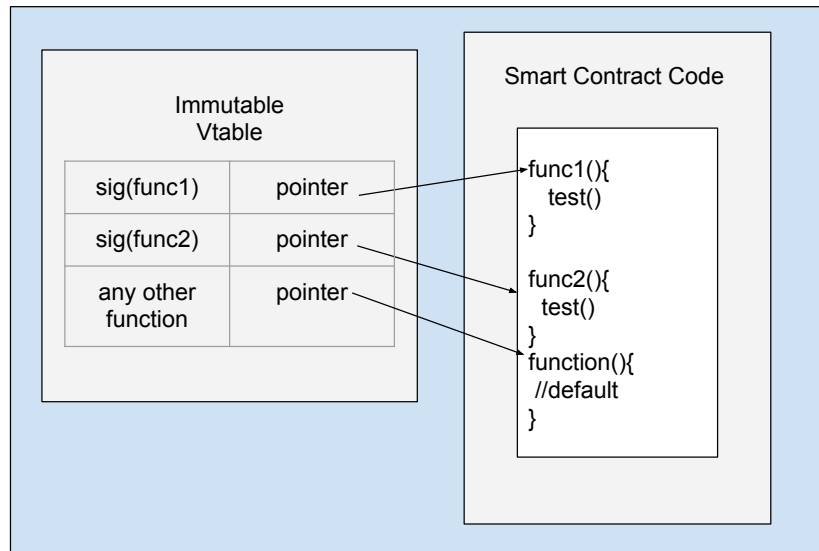 Immutable
Vtable
sig(func1) pointer
sig(func2) pointer
any other
function
pointer
Smart Contract Code
func1(){
test()
}
func2(){
test()
}
function(){
//default
}